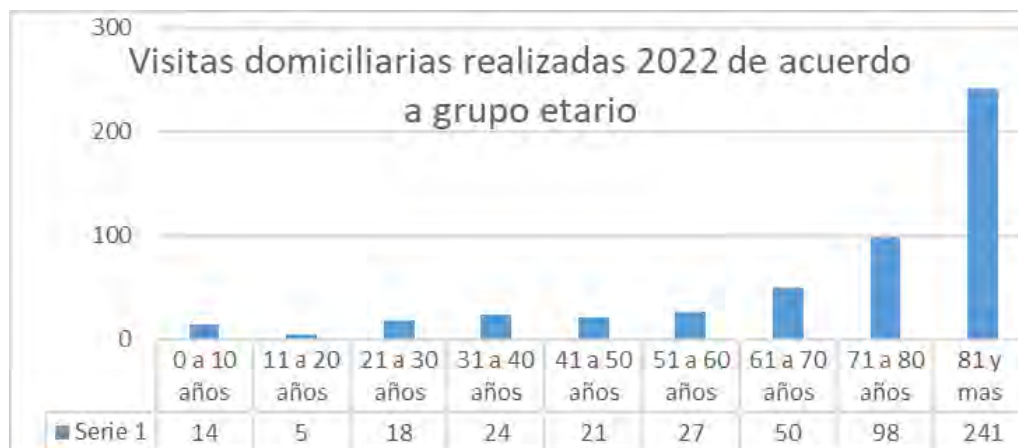 300
Visitas domiciliarias realizadas 2022 de acuerdo
a grupo etario
200
100
0
0 a 10 11 a 20 21 a 30 31 a 40 41 a 50 51 a 60 61 a 70 71 a 80 81 y
años años años años años años años años mas
Serie 1 14 5 18 24 21 27 50 98 241